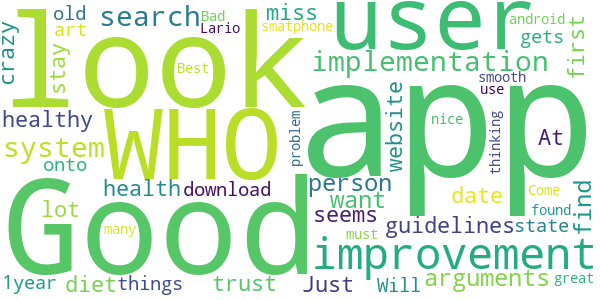 look
user
app
WHO
Good
improvement
implementation
search
miss
old
art
Bad
Lario
smatphone
Best
android
gets
first
crazy
stay
healthy
system
onto
health
download
person
website
problem
nice
smooth
use
thinking
At
want
date
find
seems
guidelines
state
found
Come
lot
diet
things
many
trust
Just
must
Will
arguments
great
1year